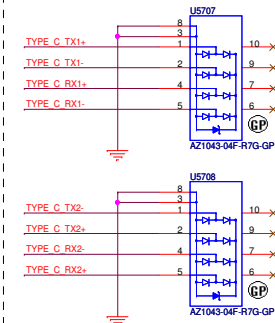 U5707
8
3
TYPE_C_TX1+ 1 10
TYPE_C_TX1- 2 9
TYPE_C_RX1+ 4 7
TYPE_C_RX1- 5 6
GP
AZ1043-04F-R7G-GP
U5708
8
3
TYPE_C_TX2- 1 10
TYPE_C_TX2+ 2 9
TYPE_C_RX2- 4 7
TYPE_C_RX2+ 5 6
GP
AZ1043-04F-R7G-GP